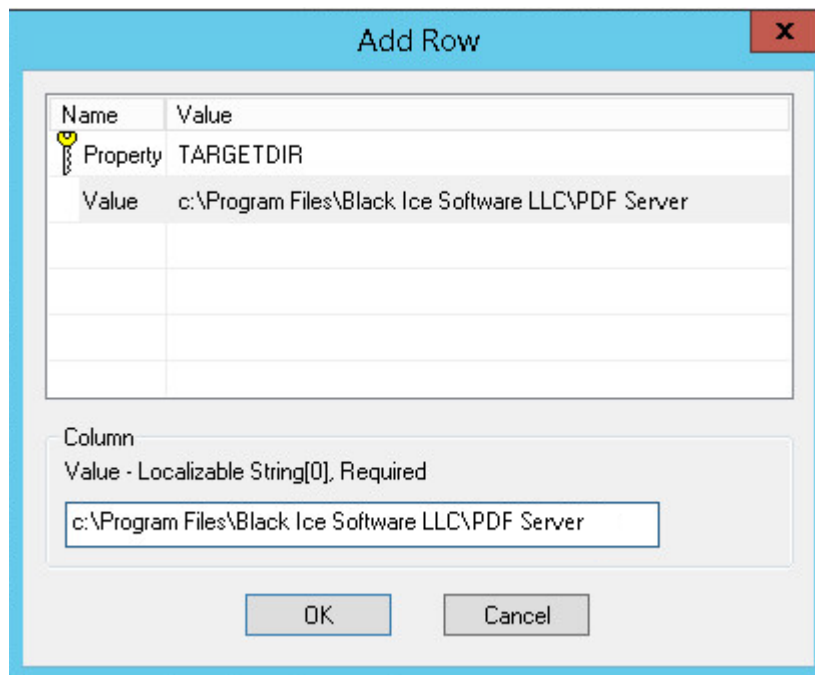 Add Row
x
Name Value
Property TARGETDIR
Value c:\Program Files\Black Ice Software LLC\PDF Server
Column
Value - Localizable String[0], Required
c:\Program Files\Black Ice Software LLC\PDF Server
OK Cancel